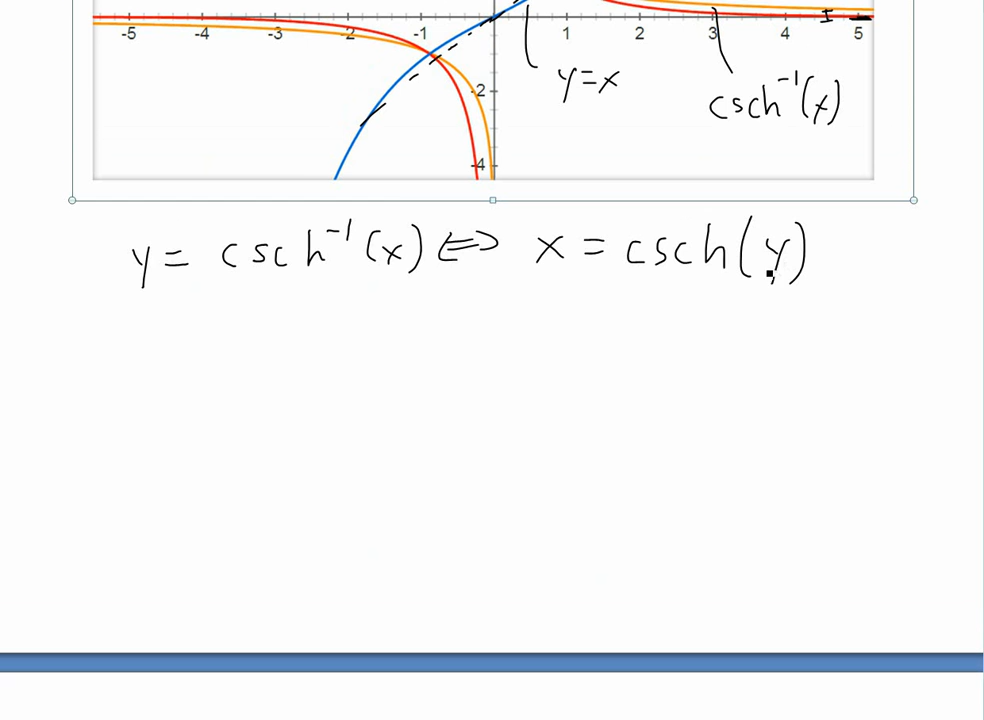 -5 -4 -3 -2 -1 1 2 3 4 5
y=x
csch⁻¹(x)
-2
-4
y = csch⁻¹(x) ⇔ x = csch(y)